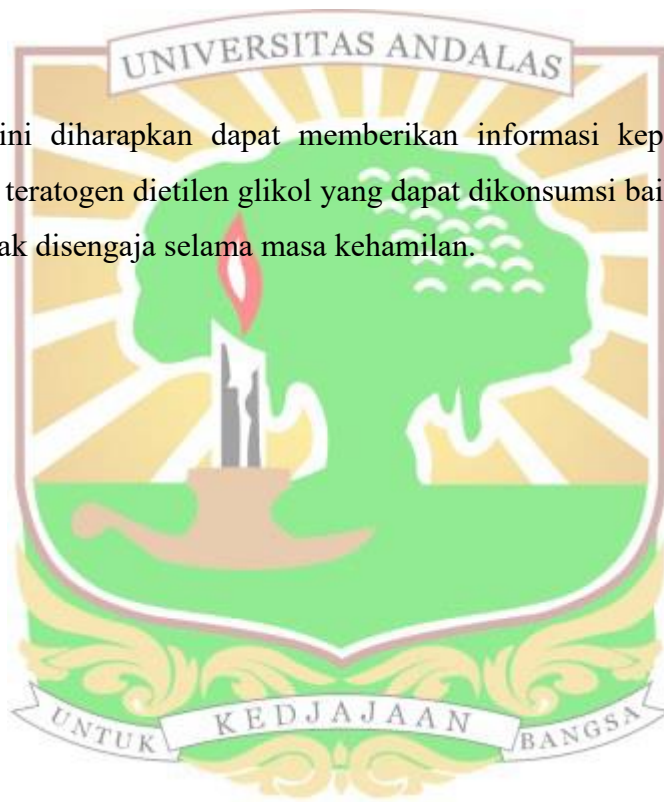 UNIVERSITAS ANDALAS
ini diharapkan dapat memberikan informasi kep
teratogen dietilen glikol yang dapat dikonsumsi bai
ak disengaja selama masa kehamilan.
UNTUK KEDJAJAAN BANGSA